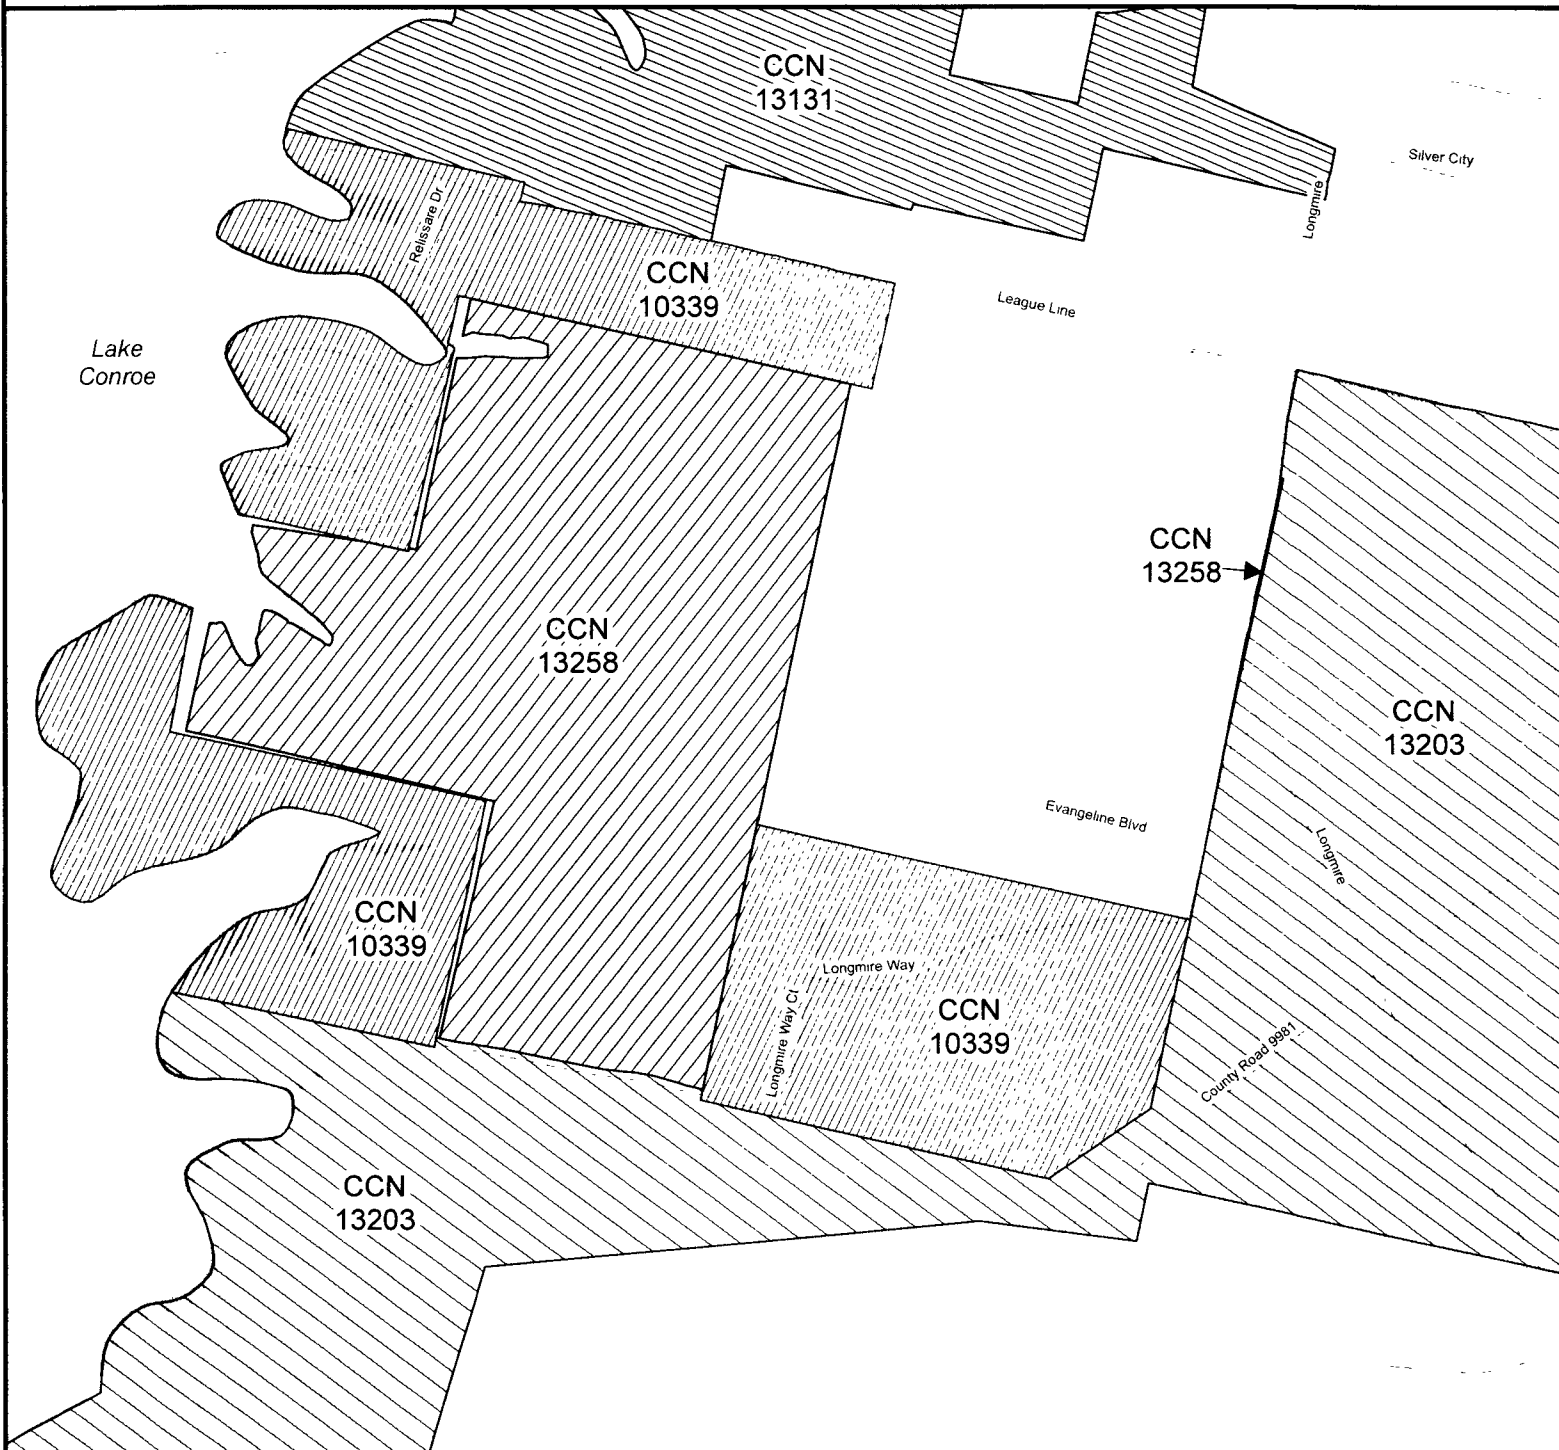 CCN
13131
Silver City
Longmire
Relissare Dr
CCN
10339
League Line
Lake
Conroe
CCN
13258
CCN
13258
CCN
13203
Evangeline Blvd
Longmire
CCN
10339
Longmire Way
Longmire Way Ct
CCN
10339
County Road 9981
CCN
13203